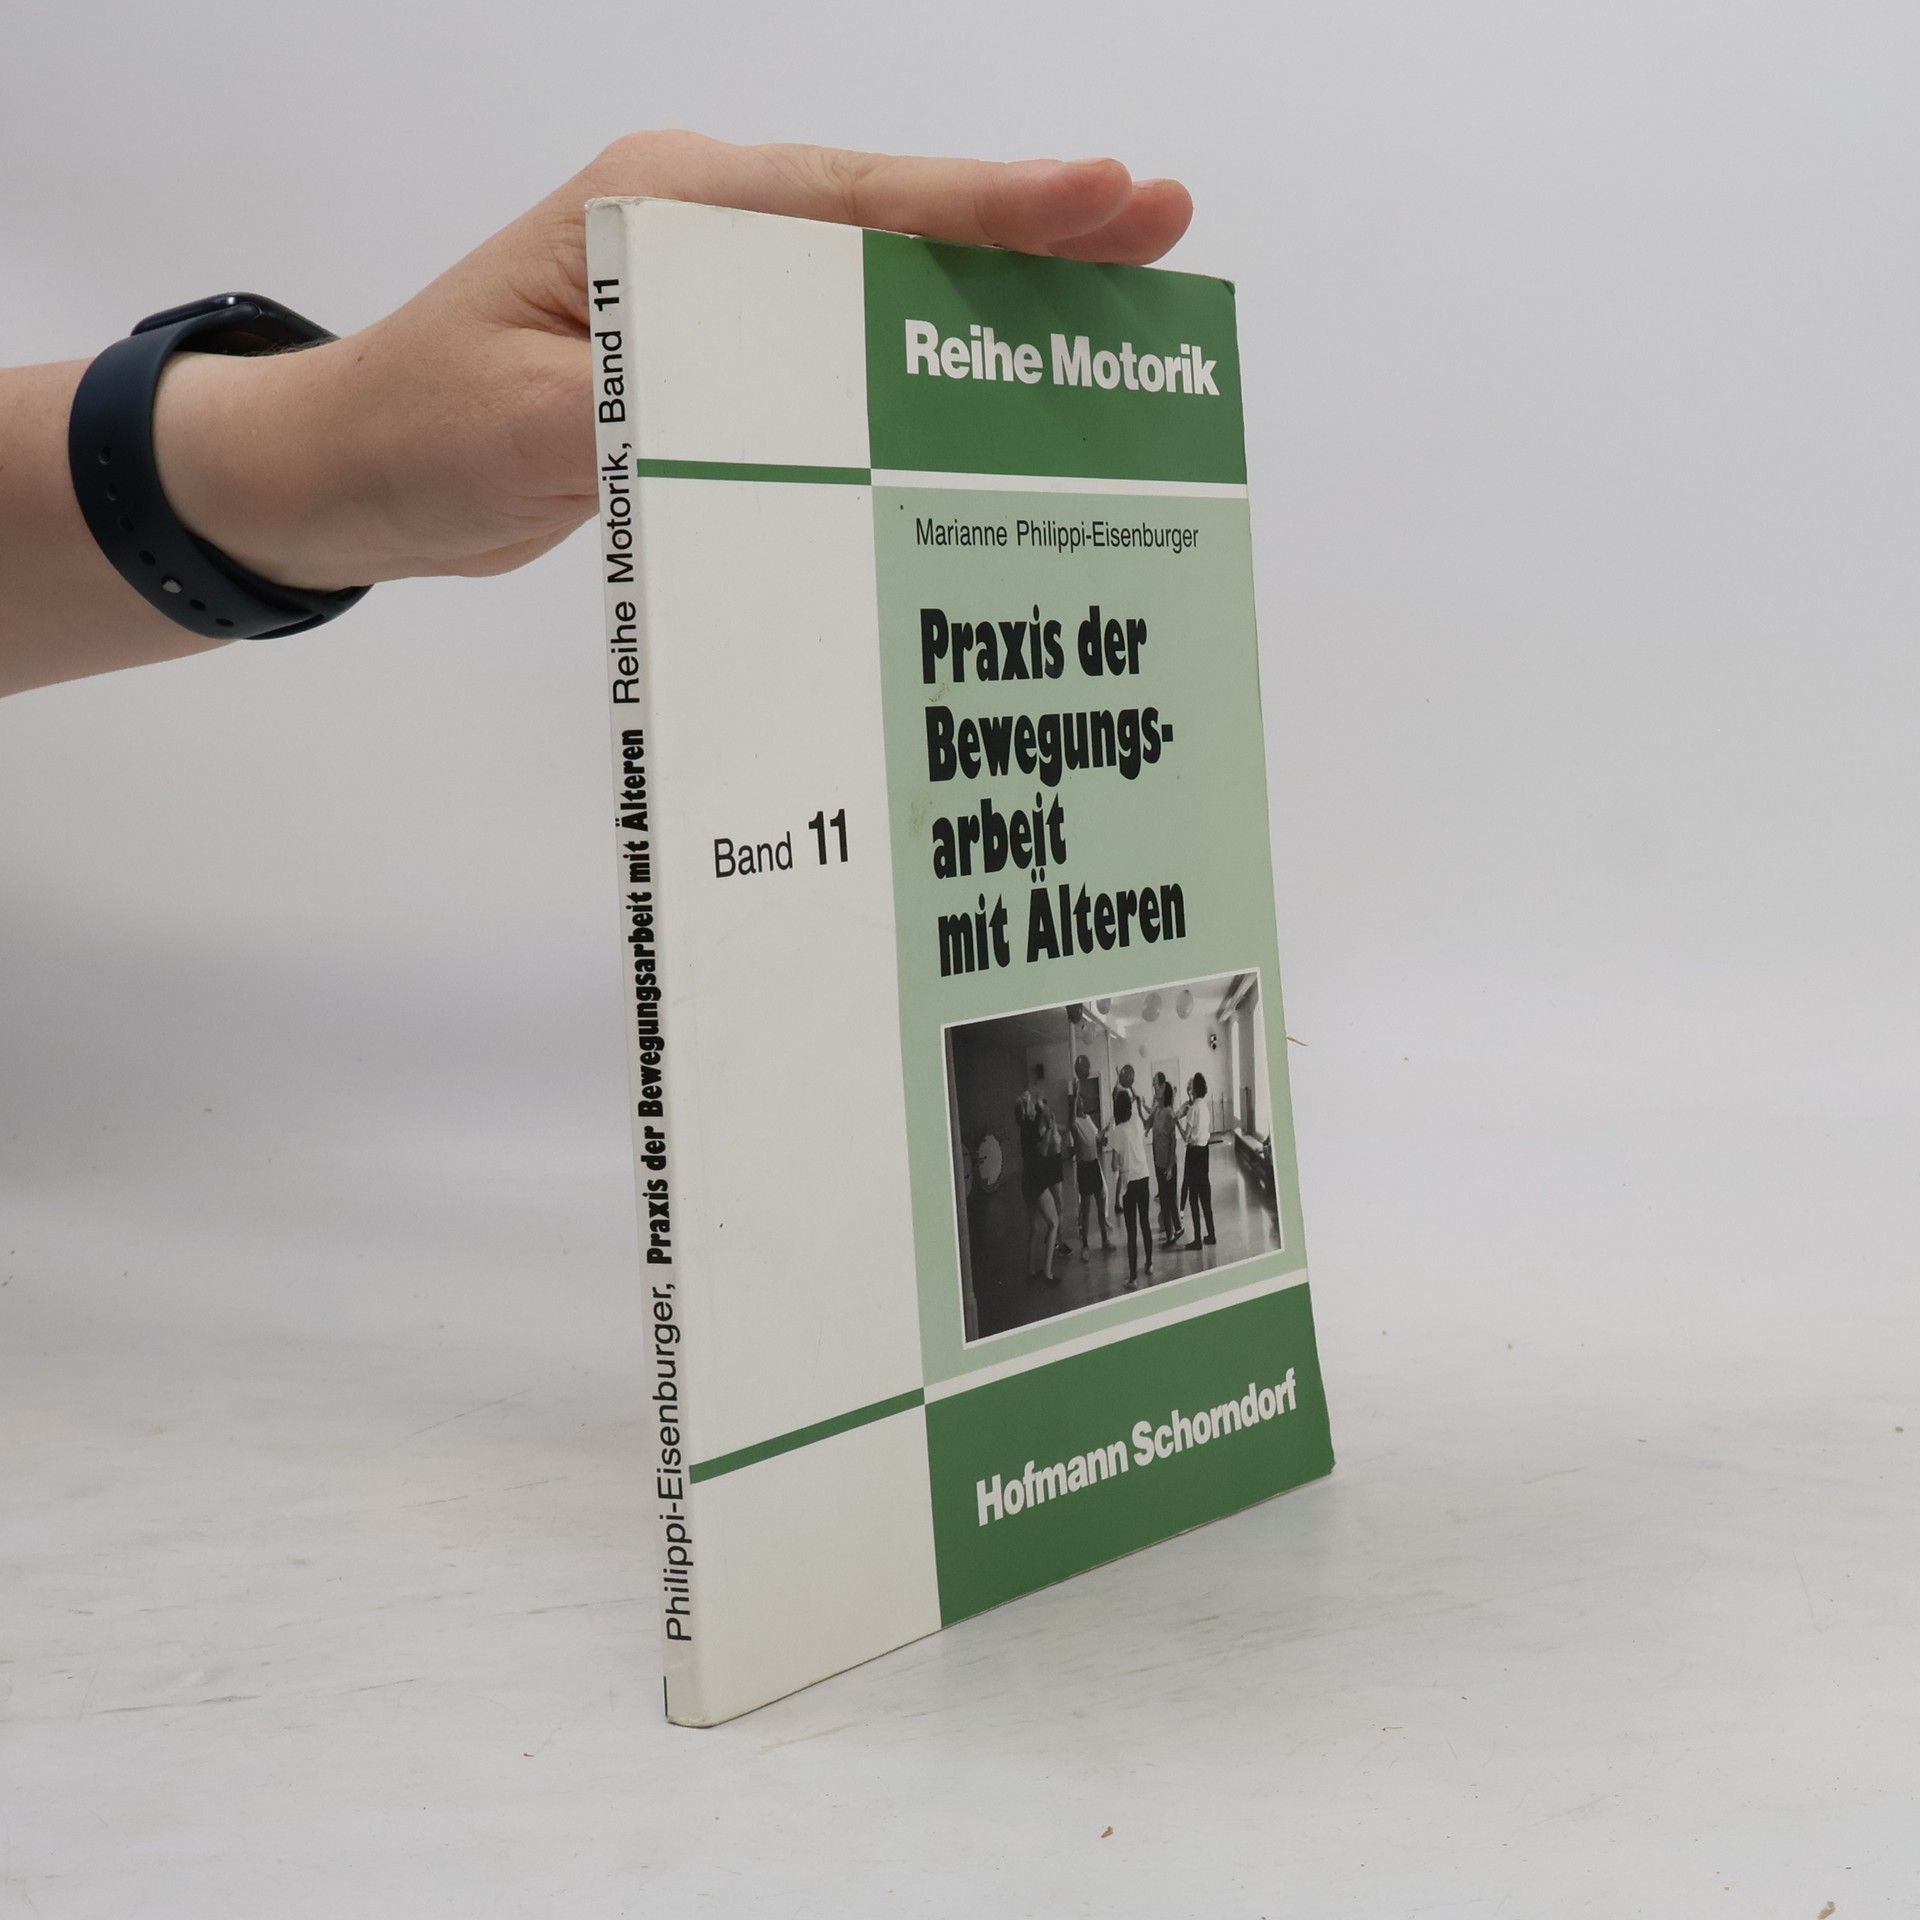 Philippi-Eisenburger, Praxis der Bewegungsarbeit mit Älteren Reihe Motorik, Band 11
Reihe Motorik
Marianne Philippi-Eisenburger
Praxis der
Bewegungs-
arbeit
mit Älteren
Band 11
Hofmann Schorndorf